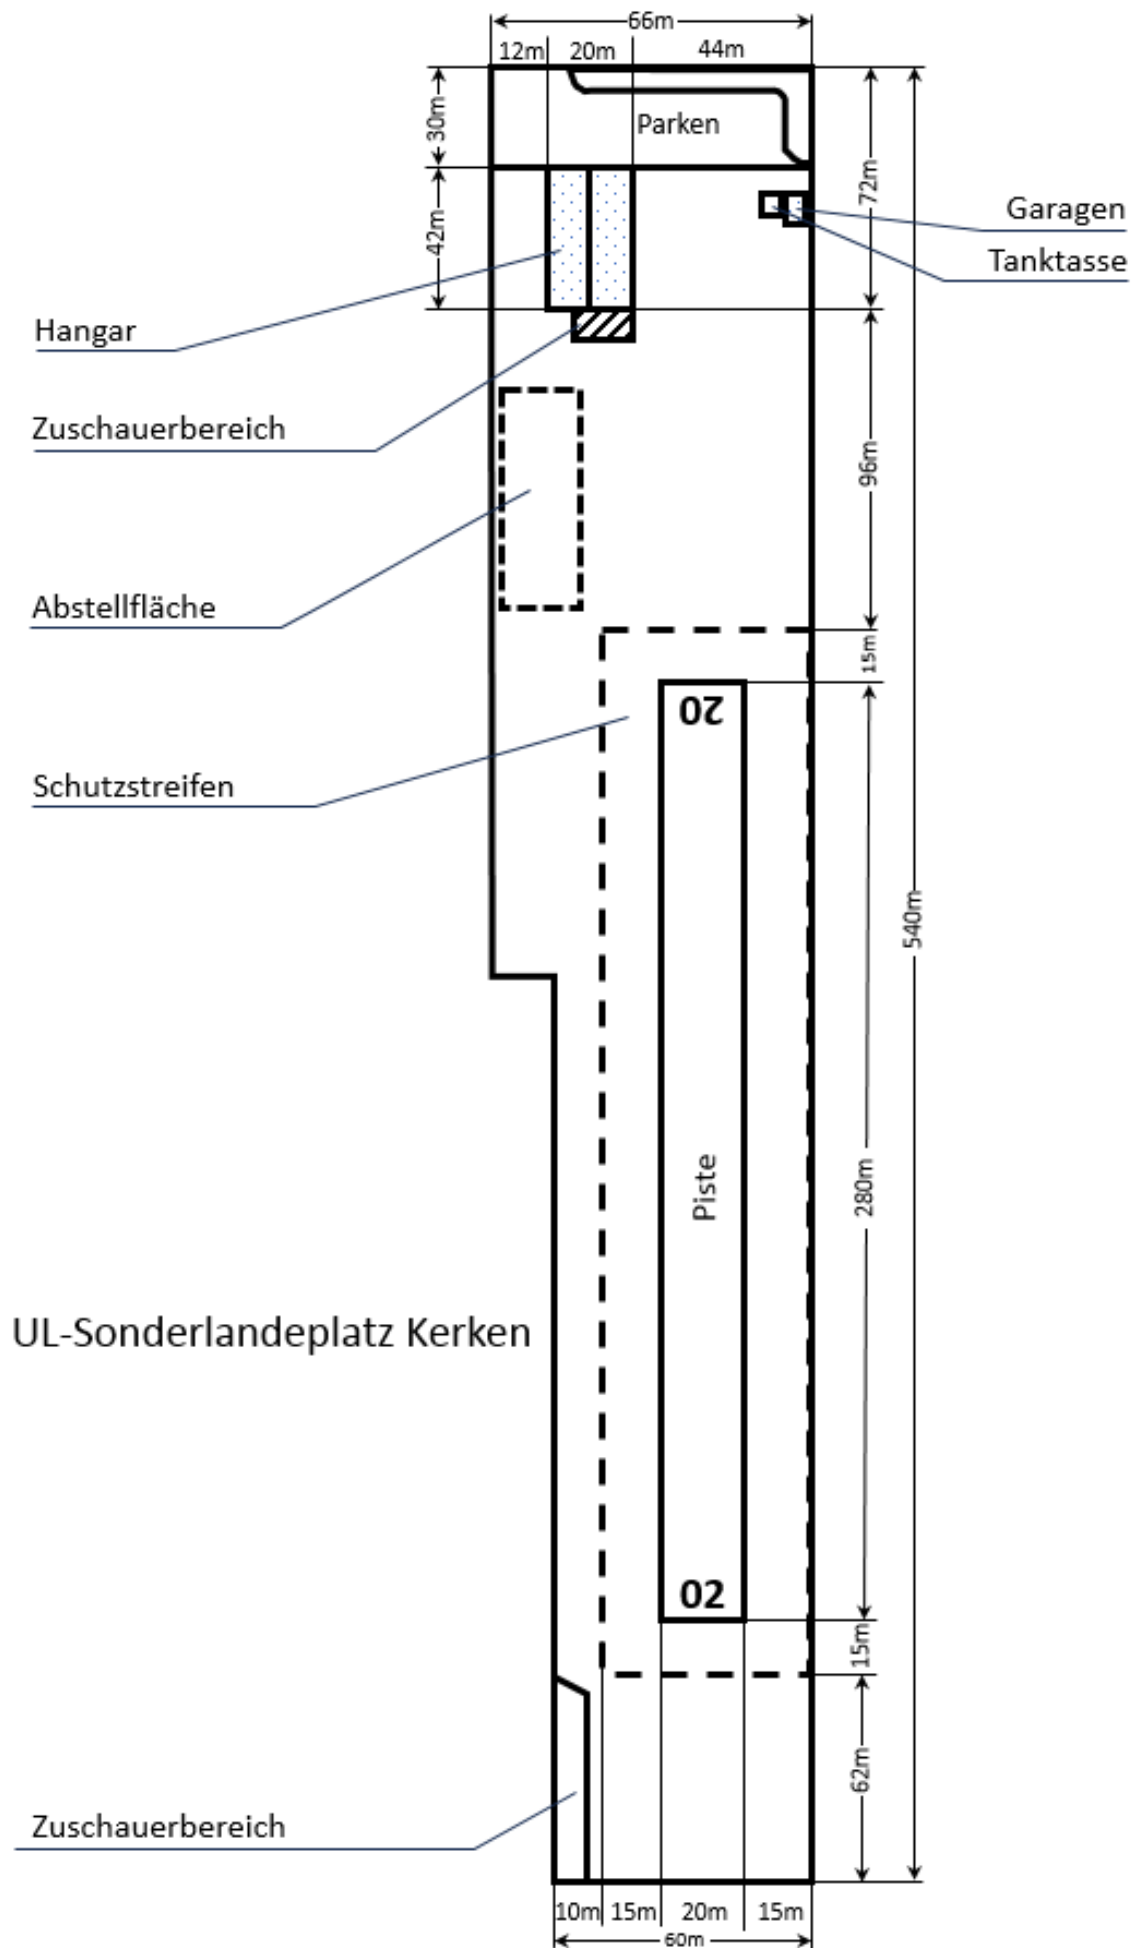 66m
12m 20m 44m
30m
Parken
72m
42m
Garagen
Tanktasse
Hangar
Zuschauerbereich
96m
Abstellfläche
15m
20
Schutzstreifen
540m
Piste
280m
UL-Sonderlandeplatz Kerken
02
15m
62m
Zuschauerbereich
10m 15m 20m 15m
60m